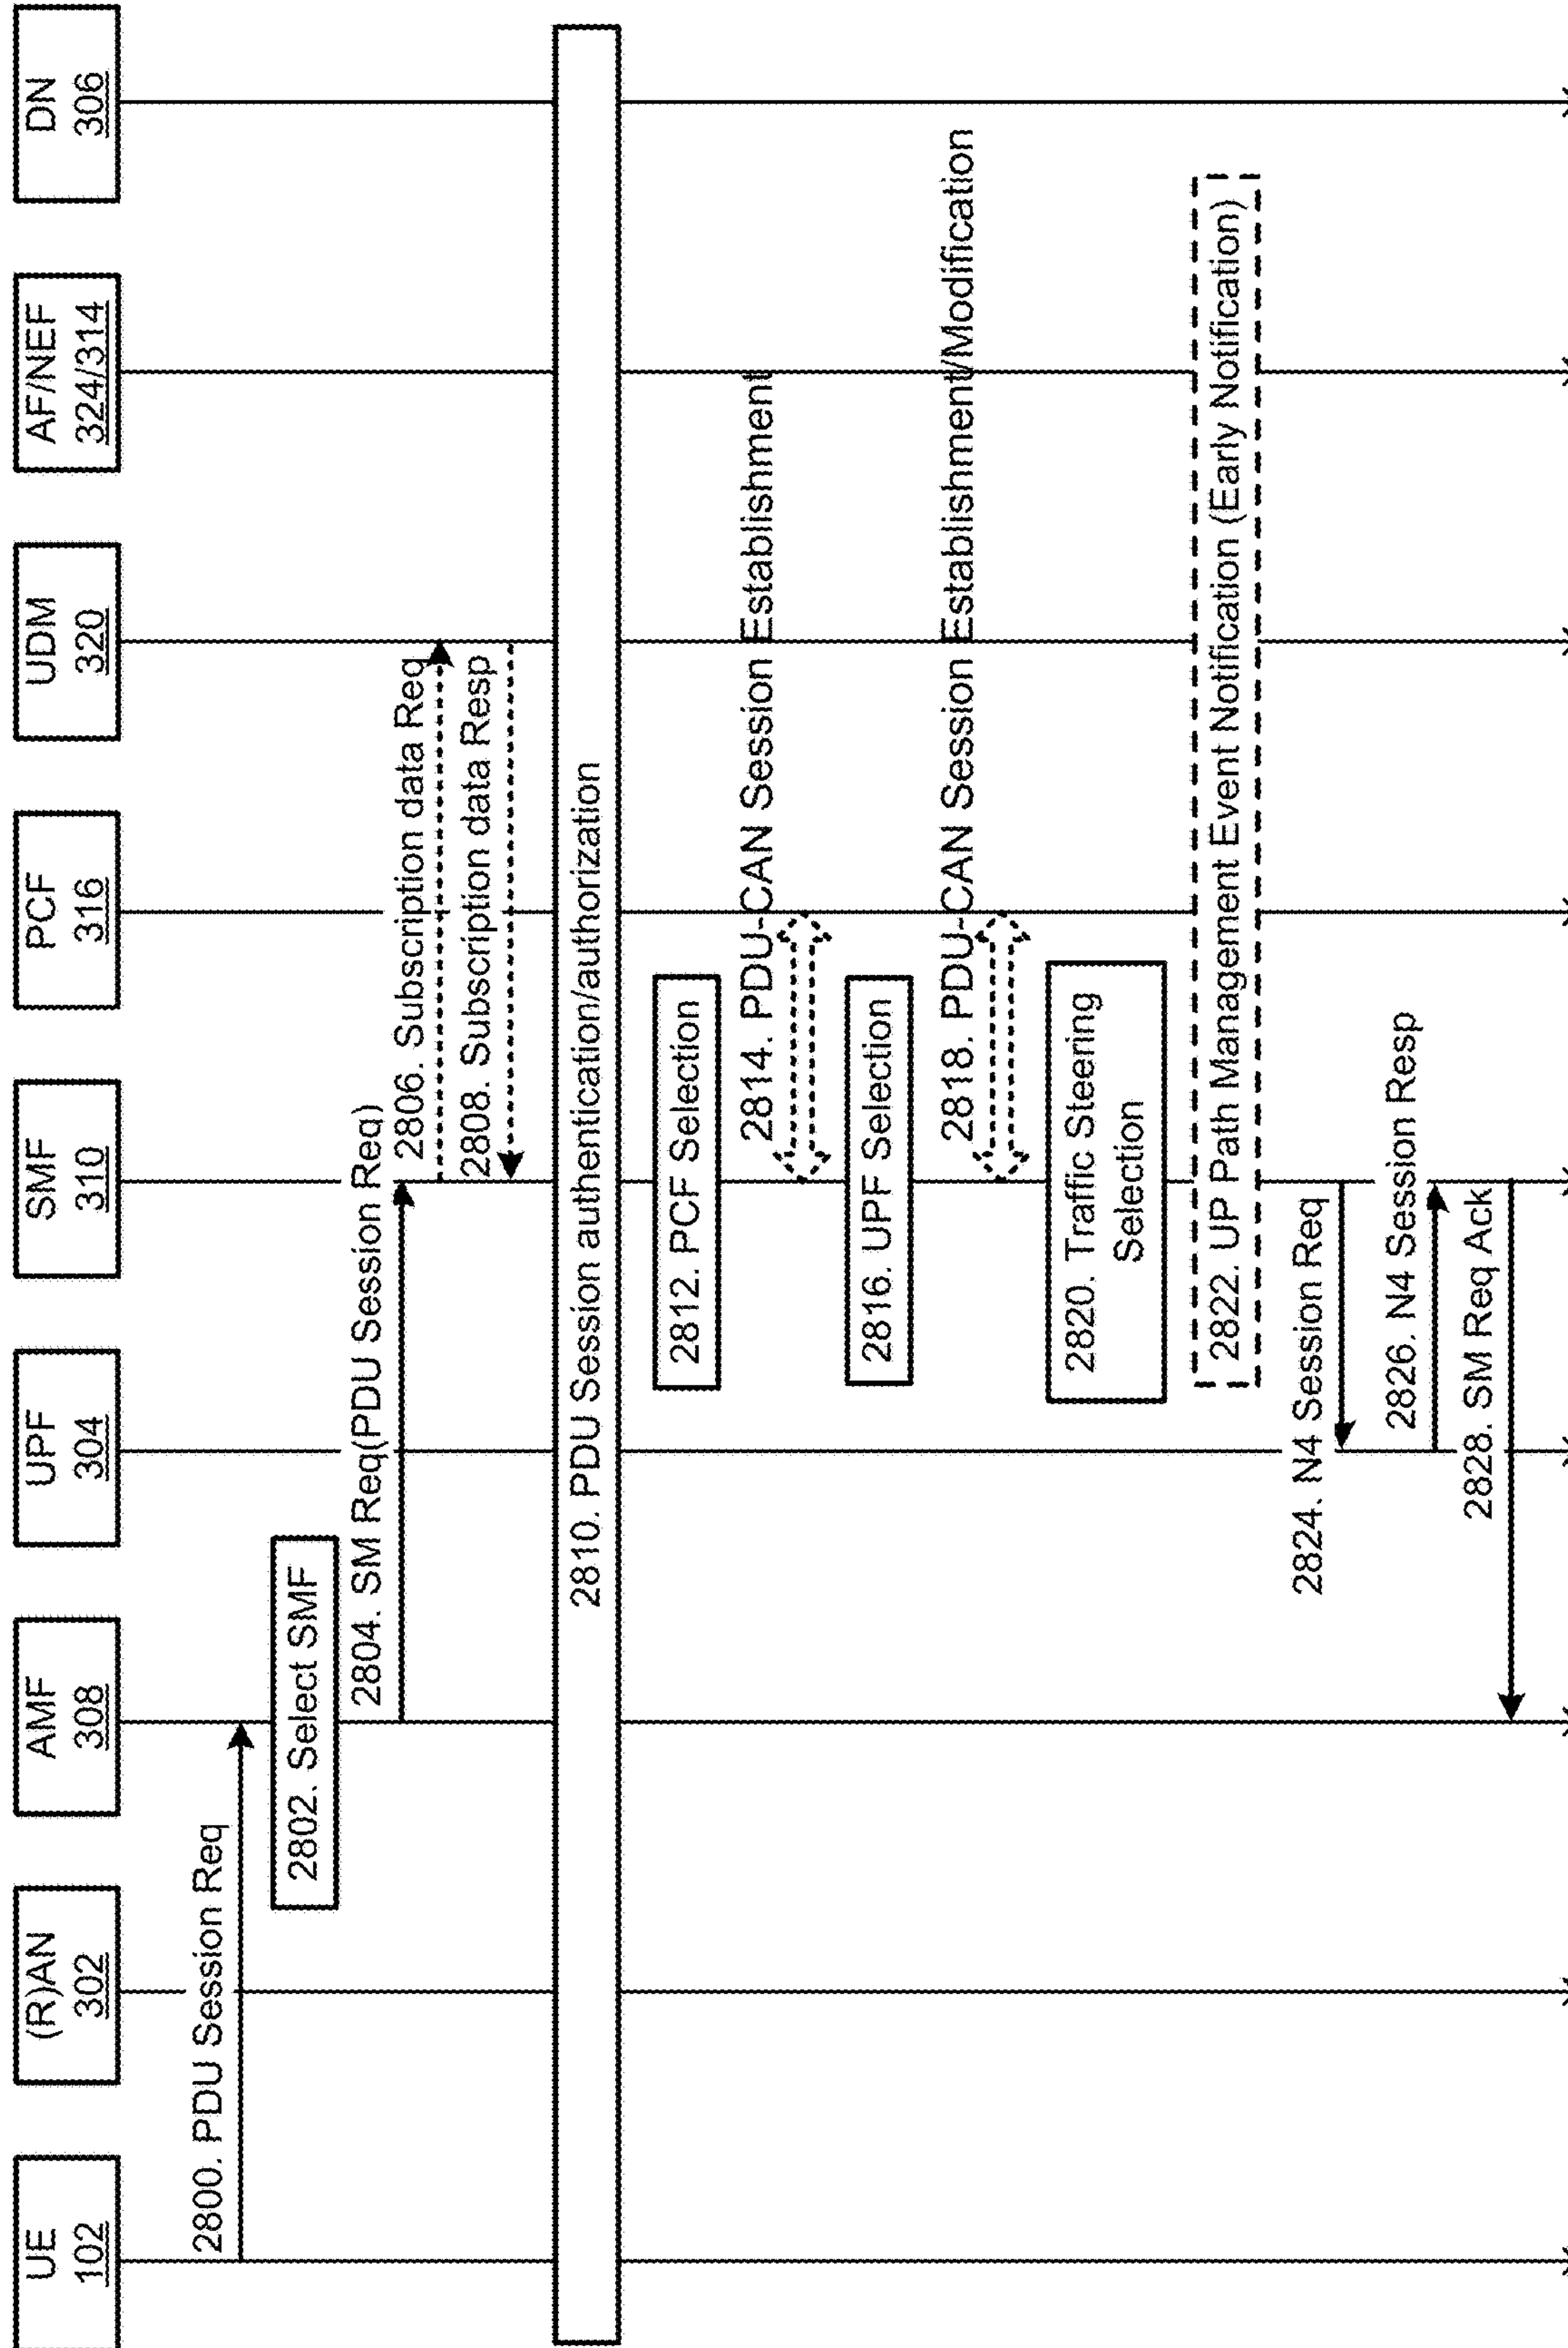 UE
102
(R)AN
302
AMF
308
UPF
304
SMF
310
PCF
316
UDM
320
AF/NEF
324/314
DN
306
2800. PDU Session Req
2802. Select SMF
2804. SM Req(PDU Session Req)
2806. Subscription data Req
2808. Subscription data Resp
2810. PDU Session authentication/authorization
2812. PCF Selection
2814. PDU-CAN Session Establishment
2816. UPF Selection
2818. PDU-CAN Session Establishment/Modification
2820. Traffic Steering
Selection
2822. UP Path Management Event Notification (Early Notification)
2824. N4 Session Req
2826. N4 Session Resp
2828. SM Req Ack